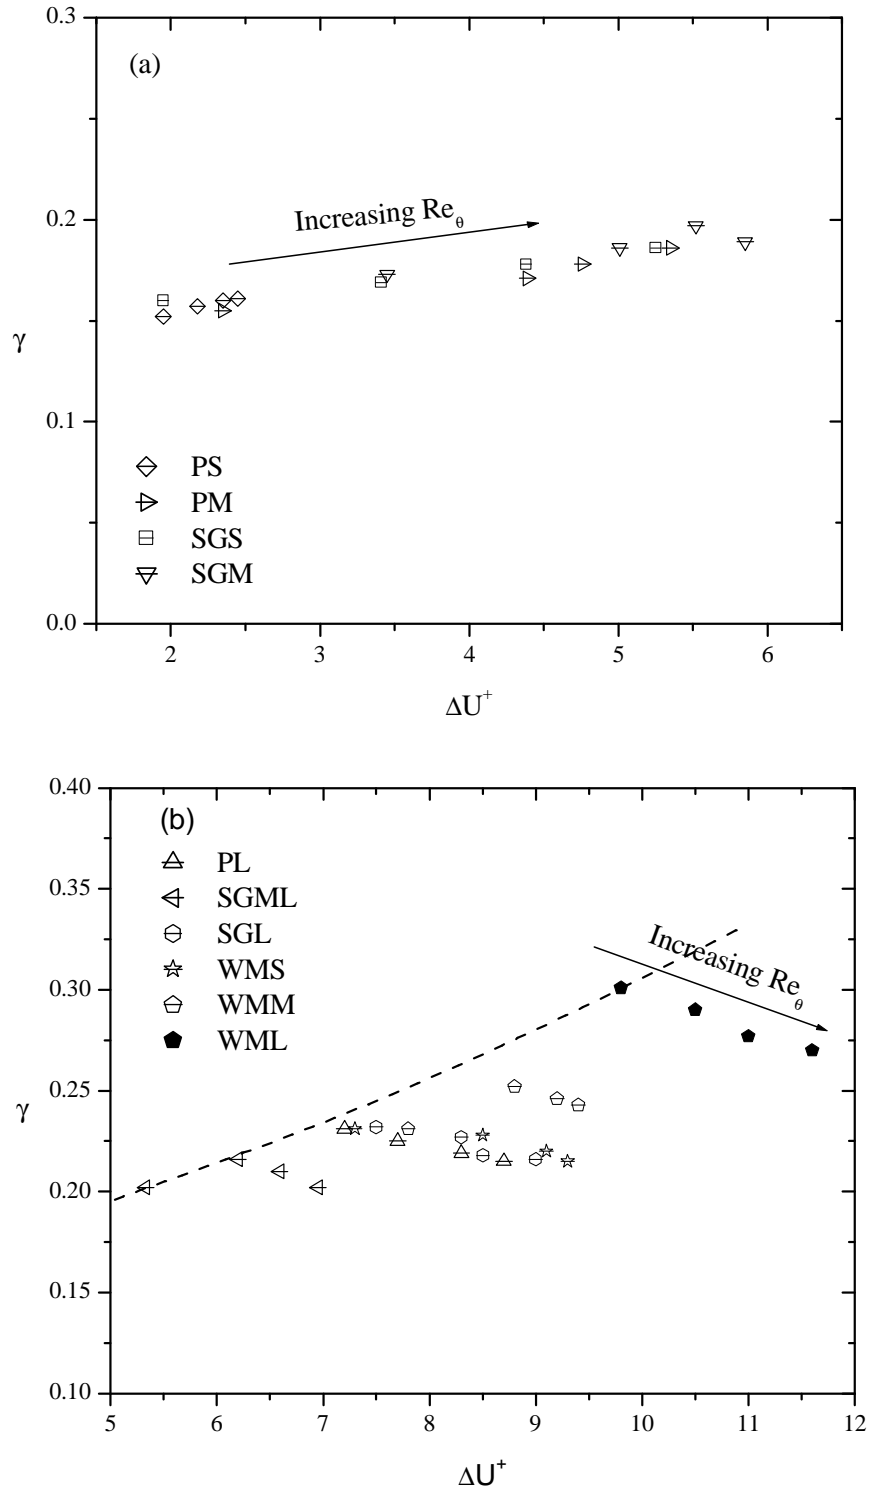 0.3
(a)
Increasing Re_θ
0.2
γ
0.1
PS
PM
SGS
SGM
0.0
2 3 4 5 6
ΔU⁺
0.40
(b)
PL
0.35
SGML
SGL
Increasing Re_θ
WMS
0.30
WMM
WML
0.25
γ
0.20
0.15
0.10
5 6 7 8 9 10 11 12
ΔU⁺